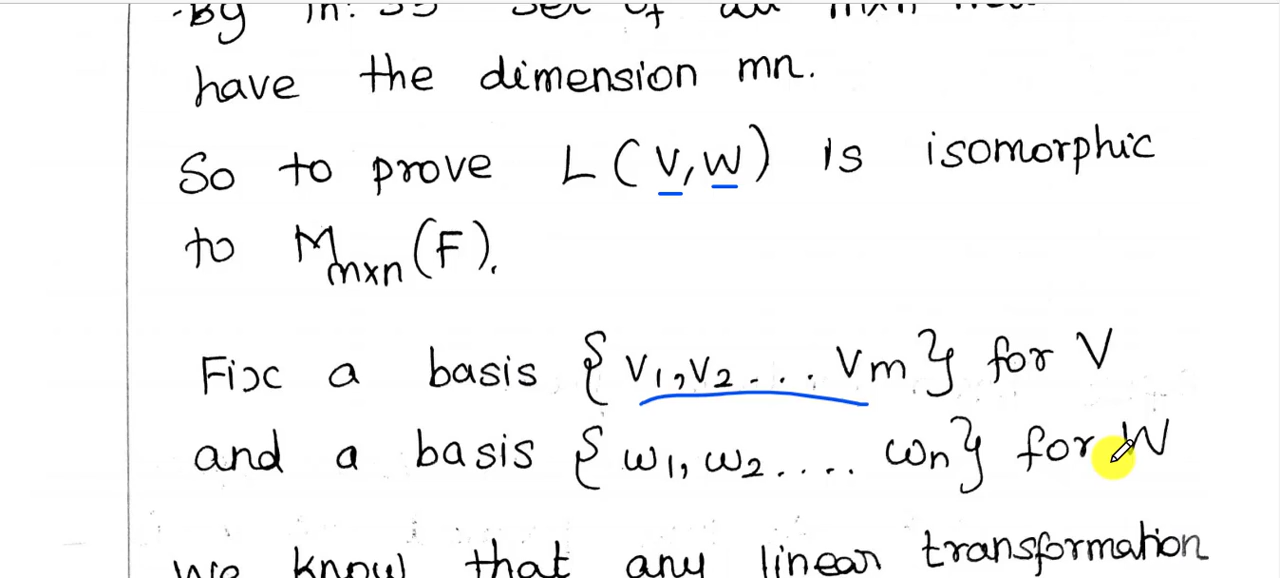 have the dimension mn.
So to prove L(V,W) is isomorphic
to Mmxn(F).
Fix a basis {v1,v2... vm} for V
and a basis {w1,w2.... wn} for W
We know that any linear transformation